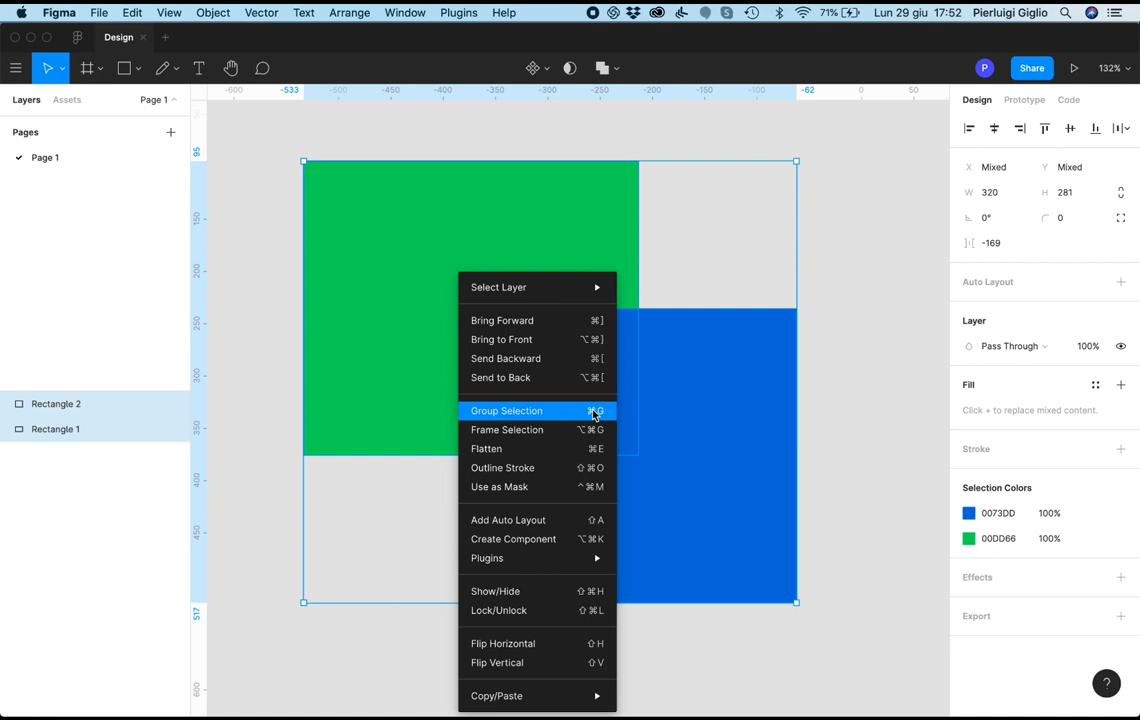 Figma File Edit View Object Vector Text Arrange Window Plugins Help 71% Lun 29 giu 17:52 Pierluigi Giglio
Design
P Share 132%
Layers Assets Page 1
-600 -533 -500 -450 -400 -350 -300 -250 -200 -150 -100 -62 0 50
Design Prototype Code
Pages
Page 1
95
150
200
250
300
350
400
450
517
600
X Mixed Y Mixed
W 320 H 281
0° 0
-169
Auto Layout
Layer
Pass Through 100%
Fill
Click + to replace mixed content.
Stroke
Selection Colors
0073DD 100%
00DD66 100%
Effects
Export
?
Rectangle 2
Rectangle 1
Select Layer
Bring Forward ⌘]
Bring to Front ⌥⌘]
Send Backward ⌘[
Send to Back ⌥⌘[
Group Selection ⌘G
Frame Selection ⌥⌘G
Flatten ⌘E
Outline Stroke ⇧⌘O
Use as Mask ^⌘M
Add Auto Layout ⇧A
Create Component ⌥⌘K
Plugins
Show/Hide ⇧⌘H
Lock/Unlock ⇧⌘L
Flip Horizontal ⇧H
Flip Vertical ⇧V
Copy/Paste